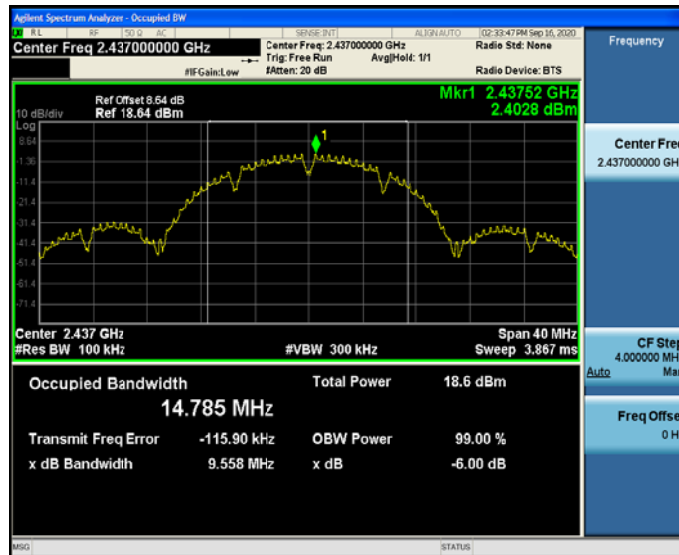 Agilent Spectrum Analyzer - Occupied BW
RL RF 50 Ω AC SENSE:INT ALIGN AUTO 02:33:47 PM Sep 16, 2020
Center Freq 2.437000000 GHz
Center Freq: 2.437000000 GHz
Radio Std: None
Trig: Free Run Avg|Hold: 1/1
#IFGain:Low
#Atten: 20 dB
Radio Device: BTS
Frequency
Ref Offset 8.64 dB
Mkr1 2.43752 GHz
10 dB/div
Ref 18.64 dBm
2.4028 dBm
Log
8.64
1
-1.36
-11.4
-21.4
-31.4
-41.4
-51.4
-61.4
-71.4
Center Fre
2.437000000 GH
Center 2.437 GHz
Span 40 MHz
#Res BW 100 kHz
#VBW 300 kHz
Sweep 3.867 ms
CF Step
4.000000 MH
Auto Ma
Freq Offse
0 H
Occupied Bandwidth
Total Power 18.6 dBm
14.785 MHz
Transmit Freq Error -115.90 kHz
OBW Power 99.00 %
x dB Bandwidth 9.558 MHz
x dB -6.00 dB
MSG
STATUS